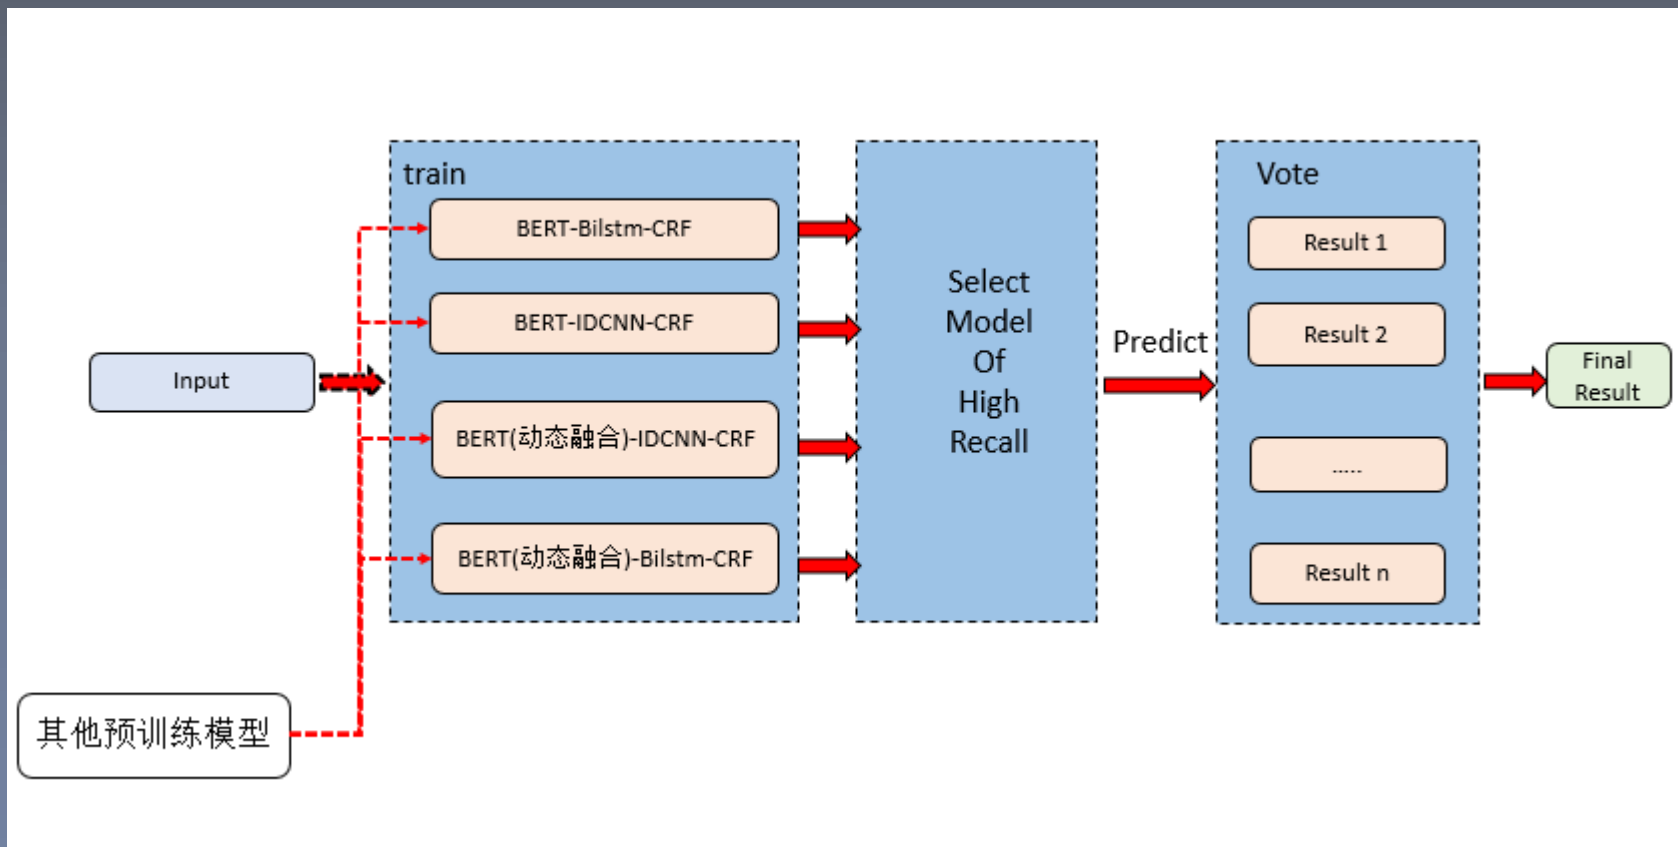 train
BERT-Bilstm-CRF
BERT-IDCNN-CRF
BERT(动态融合)-IDCNN-CRF
BERT(动态融合)-Bilstm-CRF
Input
其他预训练模型
Select
Model
Of
High
Recall
Predict
Vote
Result 1
Result 2
.....
Result n
Final
Result